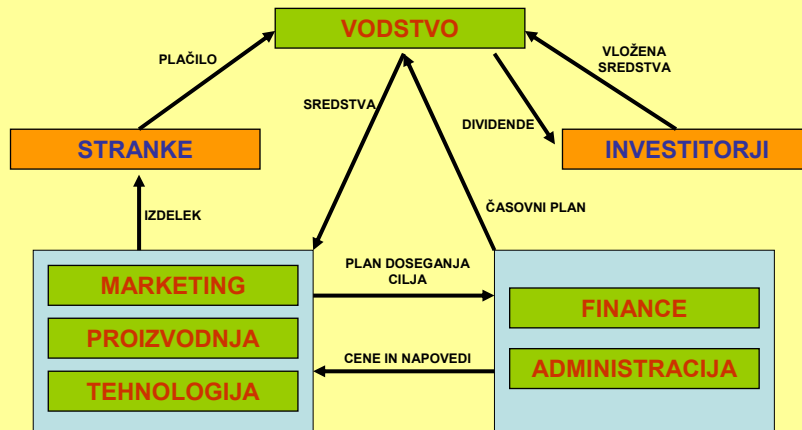 VODSTVO
PLAČILO
VLOŽENA
SREDSTVA
SREDSTVA
DIVIDENDE
STRANKE
INVESTITORJI
IZDELEK
ČASOVNI PLAN
MARKETING
PROIZVODNJA
TEHNOLOGIJA
PLAN DOSEGANJA
CILJA
CENE IN NAPOVEDI
FINANCE
ADMINISTRACIJA